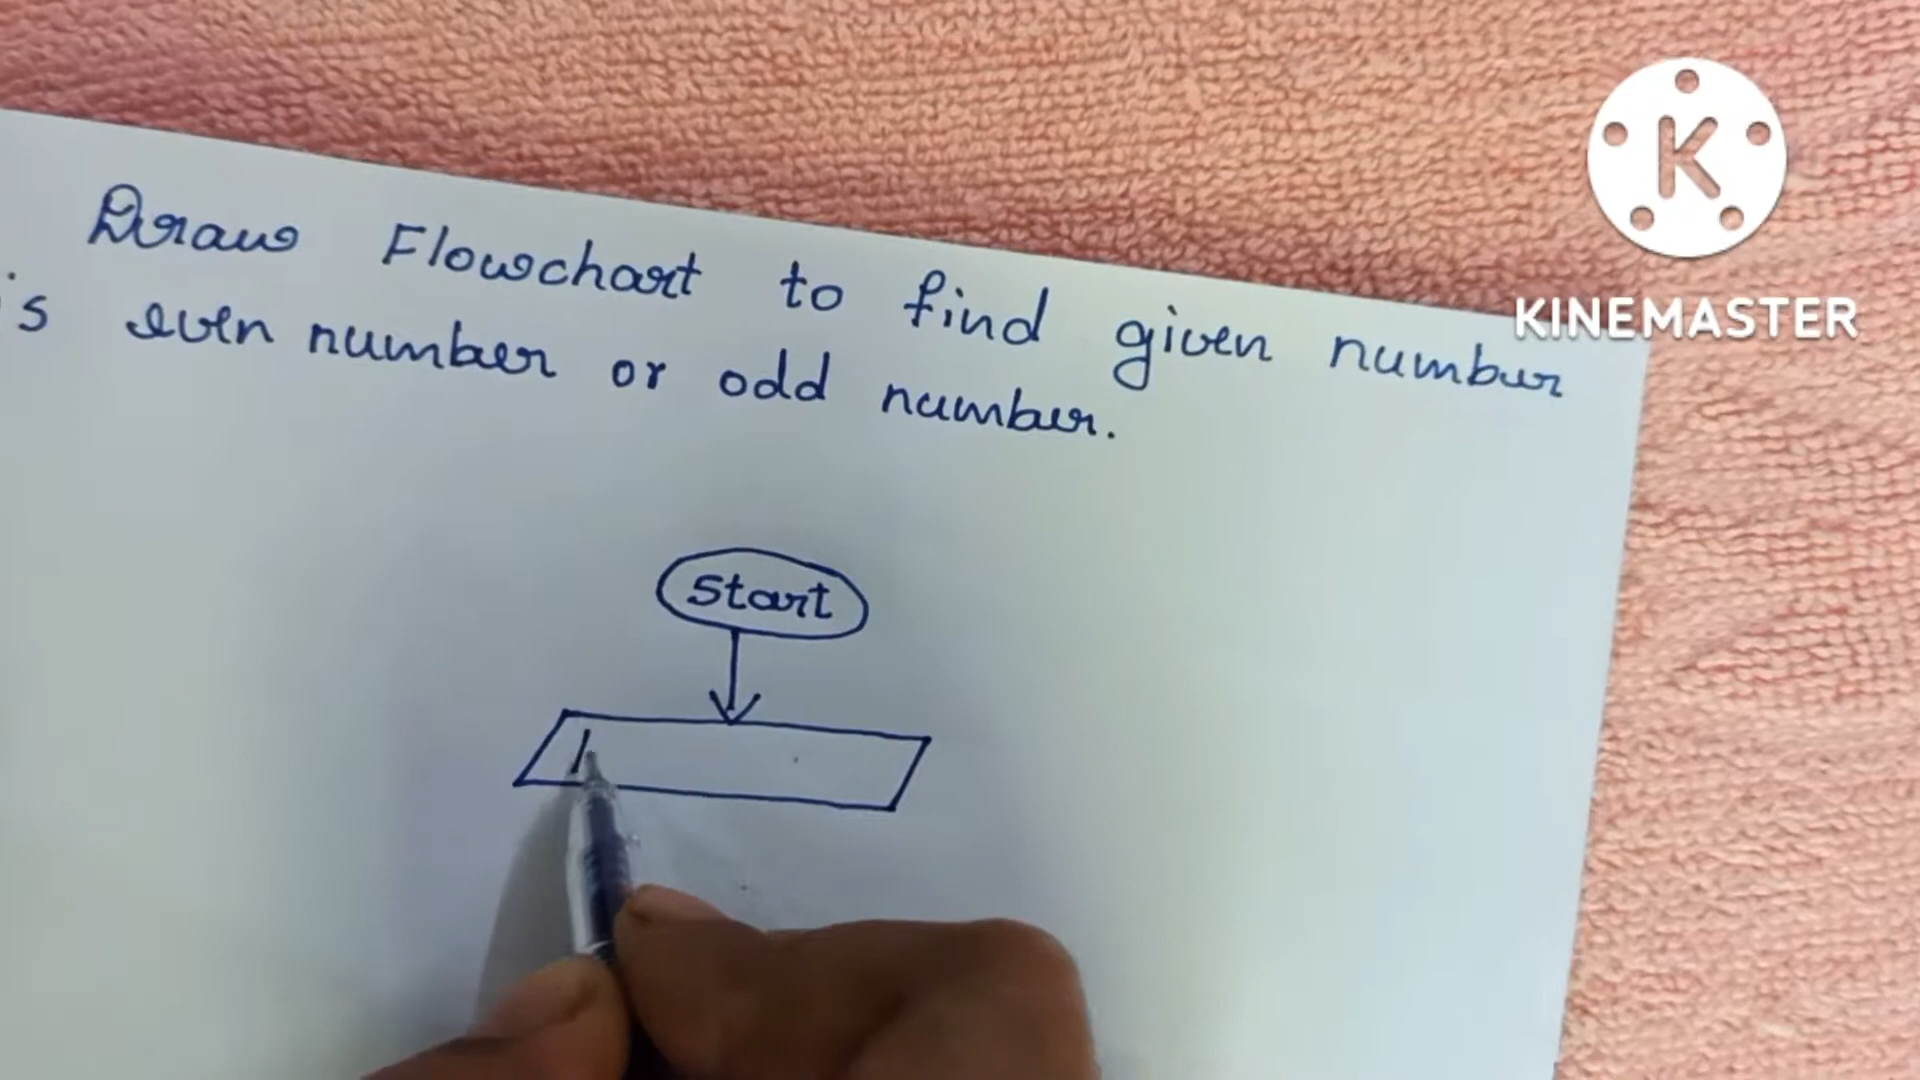 Draw Flowchart to find given number
is even number or odd number.
Start
K
KINEMASTER